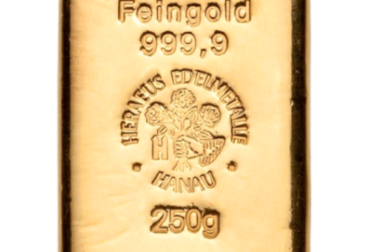 Feingold
999,9
HERAEUS EDELMETALLE
H
HANAU
250g